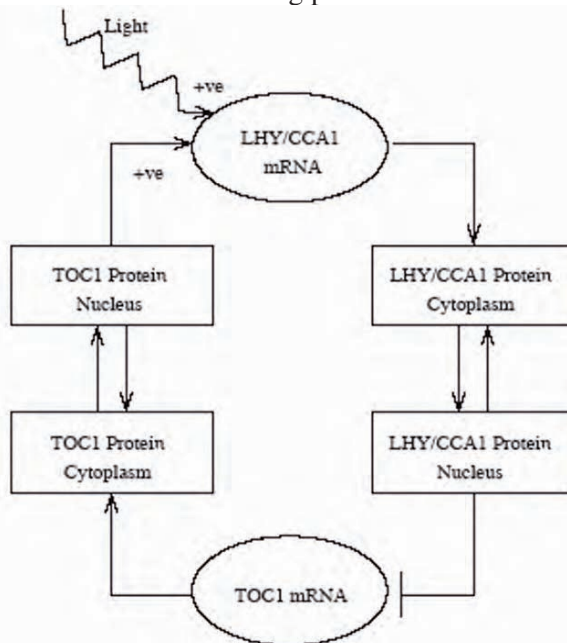 Light
+ve
LHY/CCA1
mRNA
+ve
TOC1 Protein
Nucleus
LHY/CCA1 Protein
Cytoplasm
TOC1 Protein
Cytoplasm
LHY/CCA1 Protein
Nucleus
TOC1 mRNA